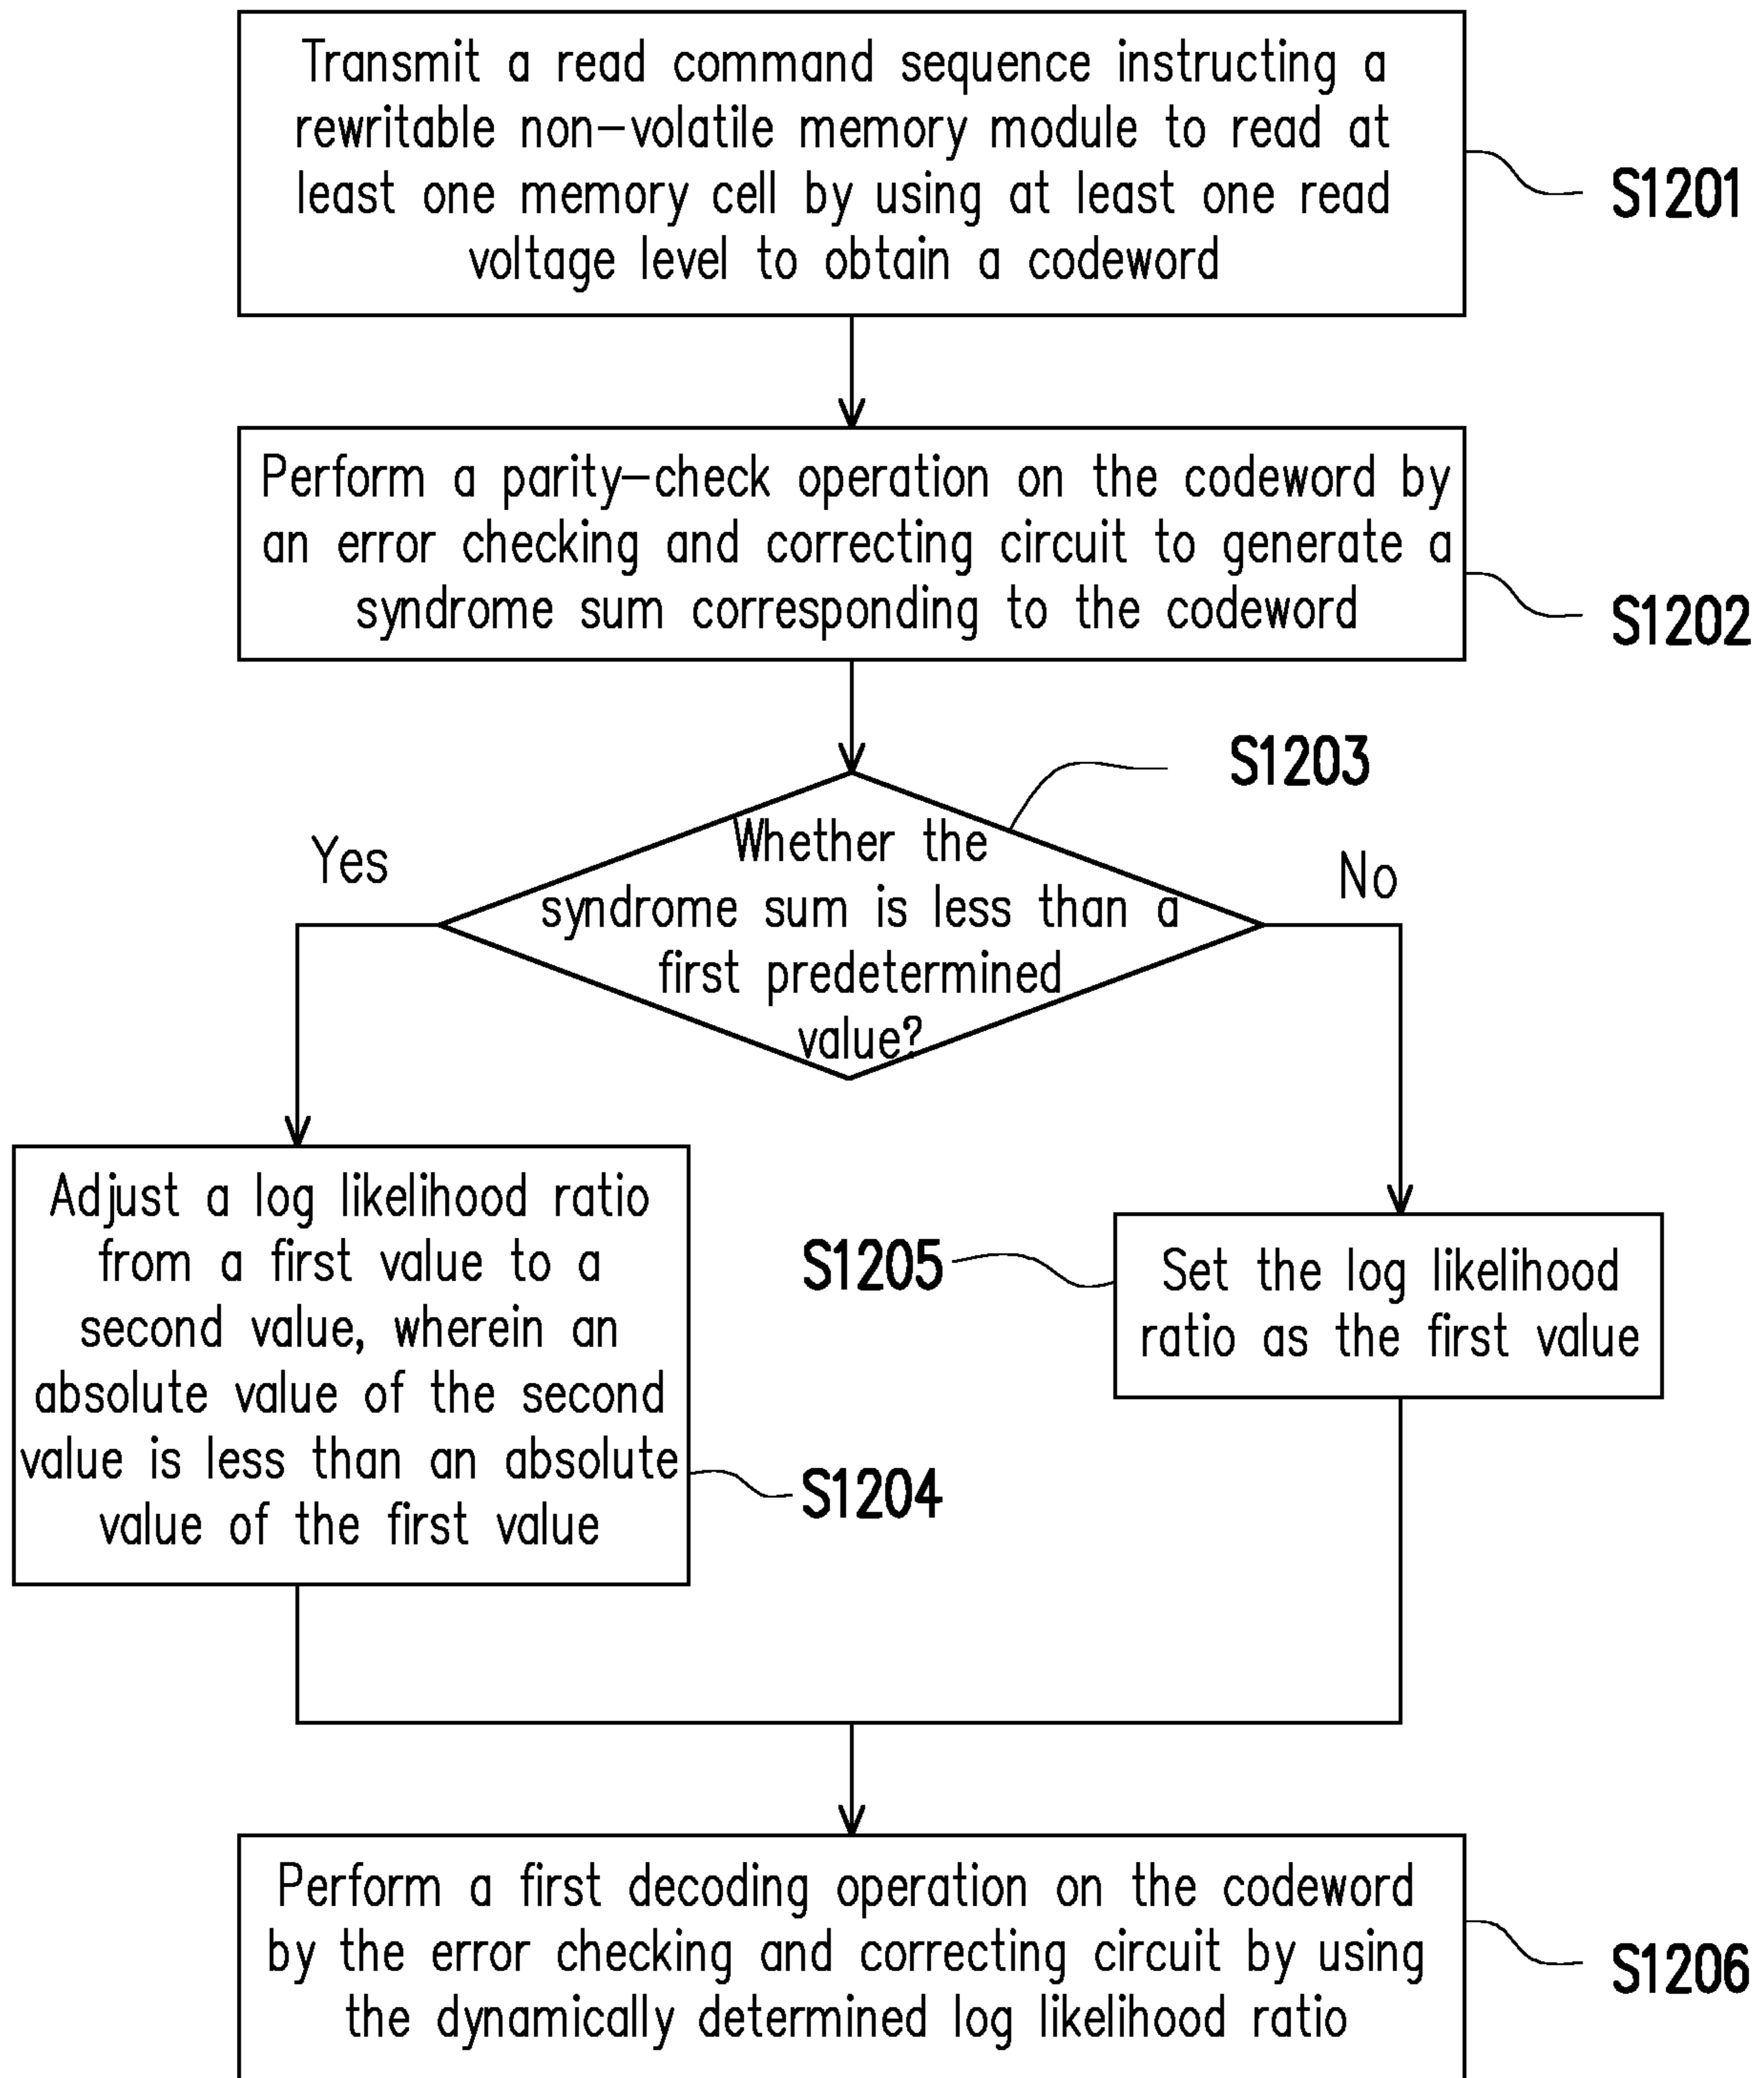 Transmit a read command sequence instructing a
rewritable non-volatile memory module to read at
least one memory cell by using at least one read
voltage level to obtain a codeword
S1201
Perform a parity-check operation on the codeword by
an error checking and correcting circuit to generate a
syndrome sum corresponding to the codeword
S1202
S1203
Whether the
syndrome sum is less than a
first predetermined
value?
Yes
No
Adjust a log likelihood ratio
from a first value to a
second value, wherein an
absolute value of the second
value is less than an absolute
value of the first value
S1204
S1205
Set the log likelihood
ratio as the first value
Perform a first decoding operation on the codeword
by the error checking and correcting circuit by using
the dynamically determined log likelihood ratio
S1206